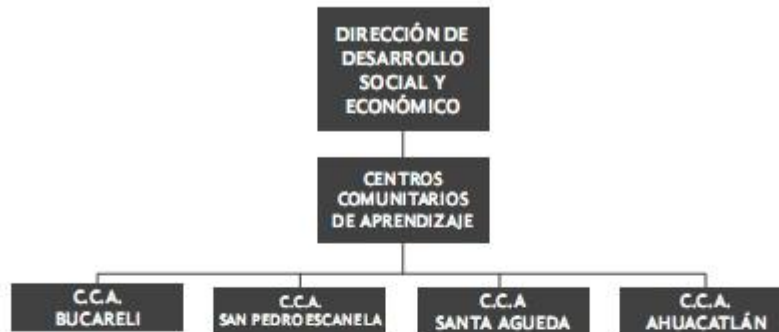 DIRECCIÓN DE
DESARROLLO
SOCIAL Y
ECONÓMICO
CENTROS
COMUNITARIOS
DE APRENDIZAJE
C.C.A.
BUCARELI
C.C.A.
SAN PEDRO ESCANELA
C.C.A
SANTA AGUEDA
C.C.A.
AHUACATLÁN